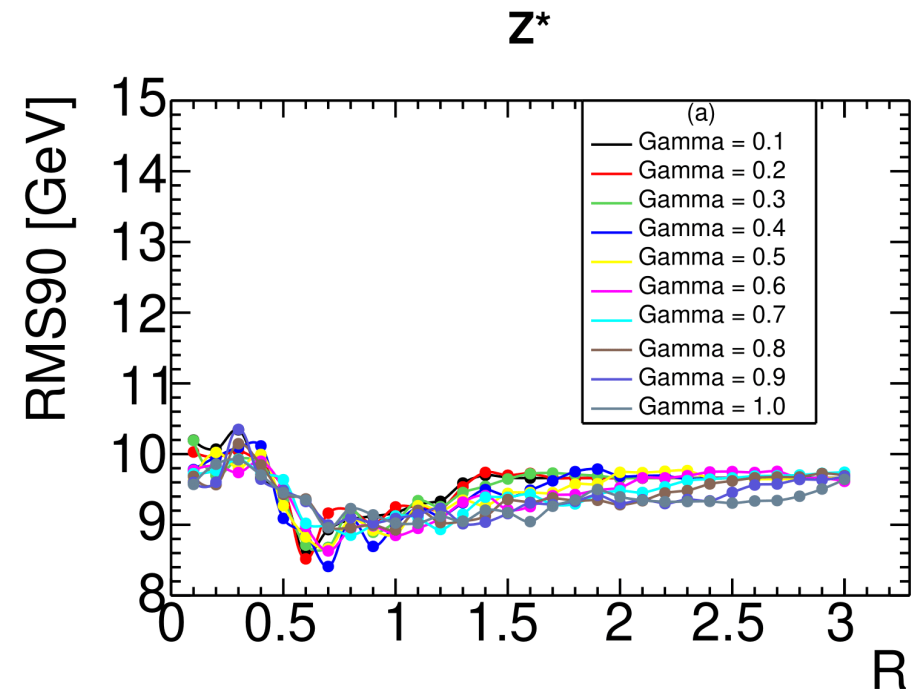 Z*
RMS90 [GeV]
15
14
13
12
11
10
9
8
(a)
Gamma = 0.1
Gamma = 0.2
Gamma = 0.3
Gamma = 0.4
Gamma = 0.5
Gamma = 0.6
Gamma = 0.7
Gamma = 0.8
Gamma = 0.9
Gamma = 1.0
0 0.5 1 1.5 2 2.5 3
R